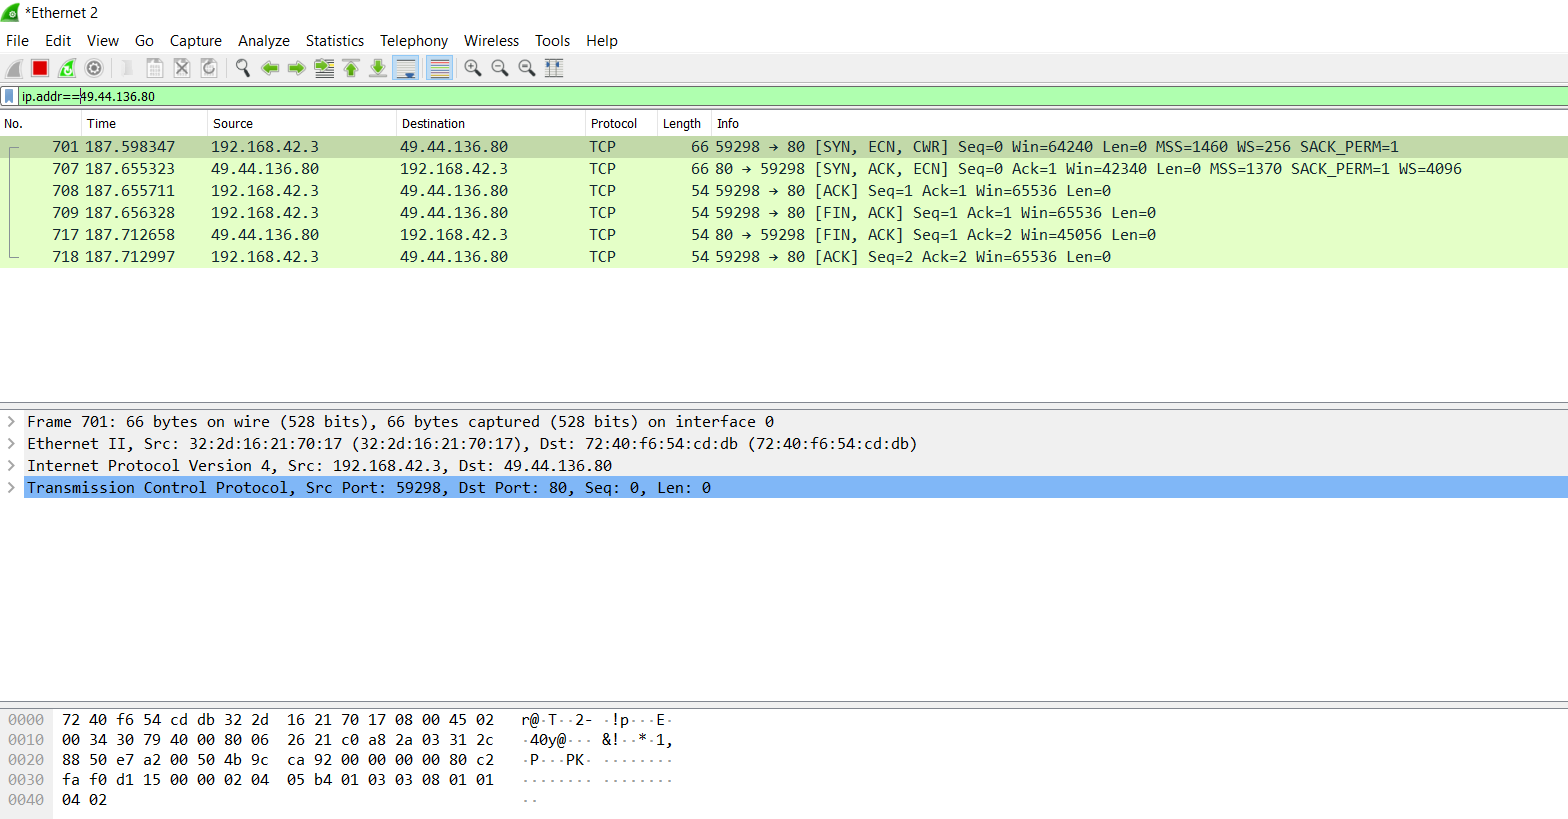 *Ethernet 2
File Edit View Go Capture Analyze Statistics Telephony Wireless Tools Help
ip.addr==49.44.136.80
No. Time Source Destination Protocol Length Info
701 187.598347 192.168.42.3 49.44.136.80 TCP 66 59298 → 80 [SYN, ECN, CWR] Seq=0 Win=64240 Len=0 MSS=1460 WS=256 SACK_PERM=1
707 187.655323 49.44.136.80 192.168.42.3 TCP 66 80 → 59298 [SYN, ACK, ECN] Seq=0 Ack=1 Win=42340 Len=0 MSS=1370 SACK_PERM=1 WS=4096
708 187.655711 192.168.42.3 49.44.136.80 TCP 54 59298 → 80 [ACK] Seq=1 Ack=1 Win=65536 Len=0
709 187.656328 192.168.42.3 49.44.136.80 TCP 54 59298 → 80 [FIN, ACK] Seq=1 Ack=1 Win=65536 Len=0
717 187.712658 49.44.136.80 192.168.42.3 TCP 54 80 → 59298 [FIN, ACK] Seq=1 Ack=2 Win=45056 Len=0
718 187.712997 192.168.42.3 49.44.136.80 TCP 54 59298 → 80 [ACK] Seq=2 Ack=2 Win=65536 Len=0
Frame 701: 66 bytes on wire (528 bits), 66 bytes captured (528 bits) on interface 0
Ethernet II, Src: 32:2d:16:21:70:17 (32:2d:16:21:70:17), Dst: 72:40:f6:54:cd:db (72:40:f6:54:cd:db)
Internet Protocol Version 4, Src: 192.168.42.3, Dst: 49.44.136.80
Transmission Control Protocol, Src Port: 59298, Dst Port: 80, Seq: 0, Len: 0
0000 72 40 f6 54 cd db 32 2d 16 21 70 17 08 00 45 02 r@·T··2- ·!p···E·
0010 00 34 30 79 40 00 80 06 26 21 c0 a8 2a 03 31 2c ·40y@··· &!··*·1,
0020 88 50 e7 a2 00 50 4b 9c ca 92 00 00 00 00 80 c2 ·P···PK· ········
0030 fa f0 d1 15 00 00 02 04 05 b4 01 03 03 08 01 01 ········ ········
0040 04 02 ··